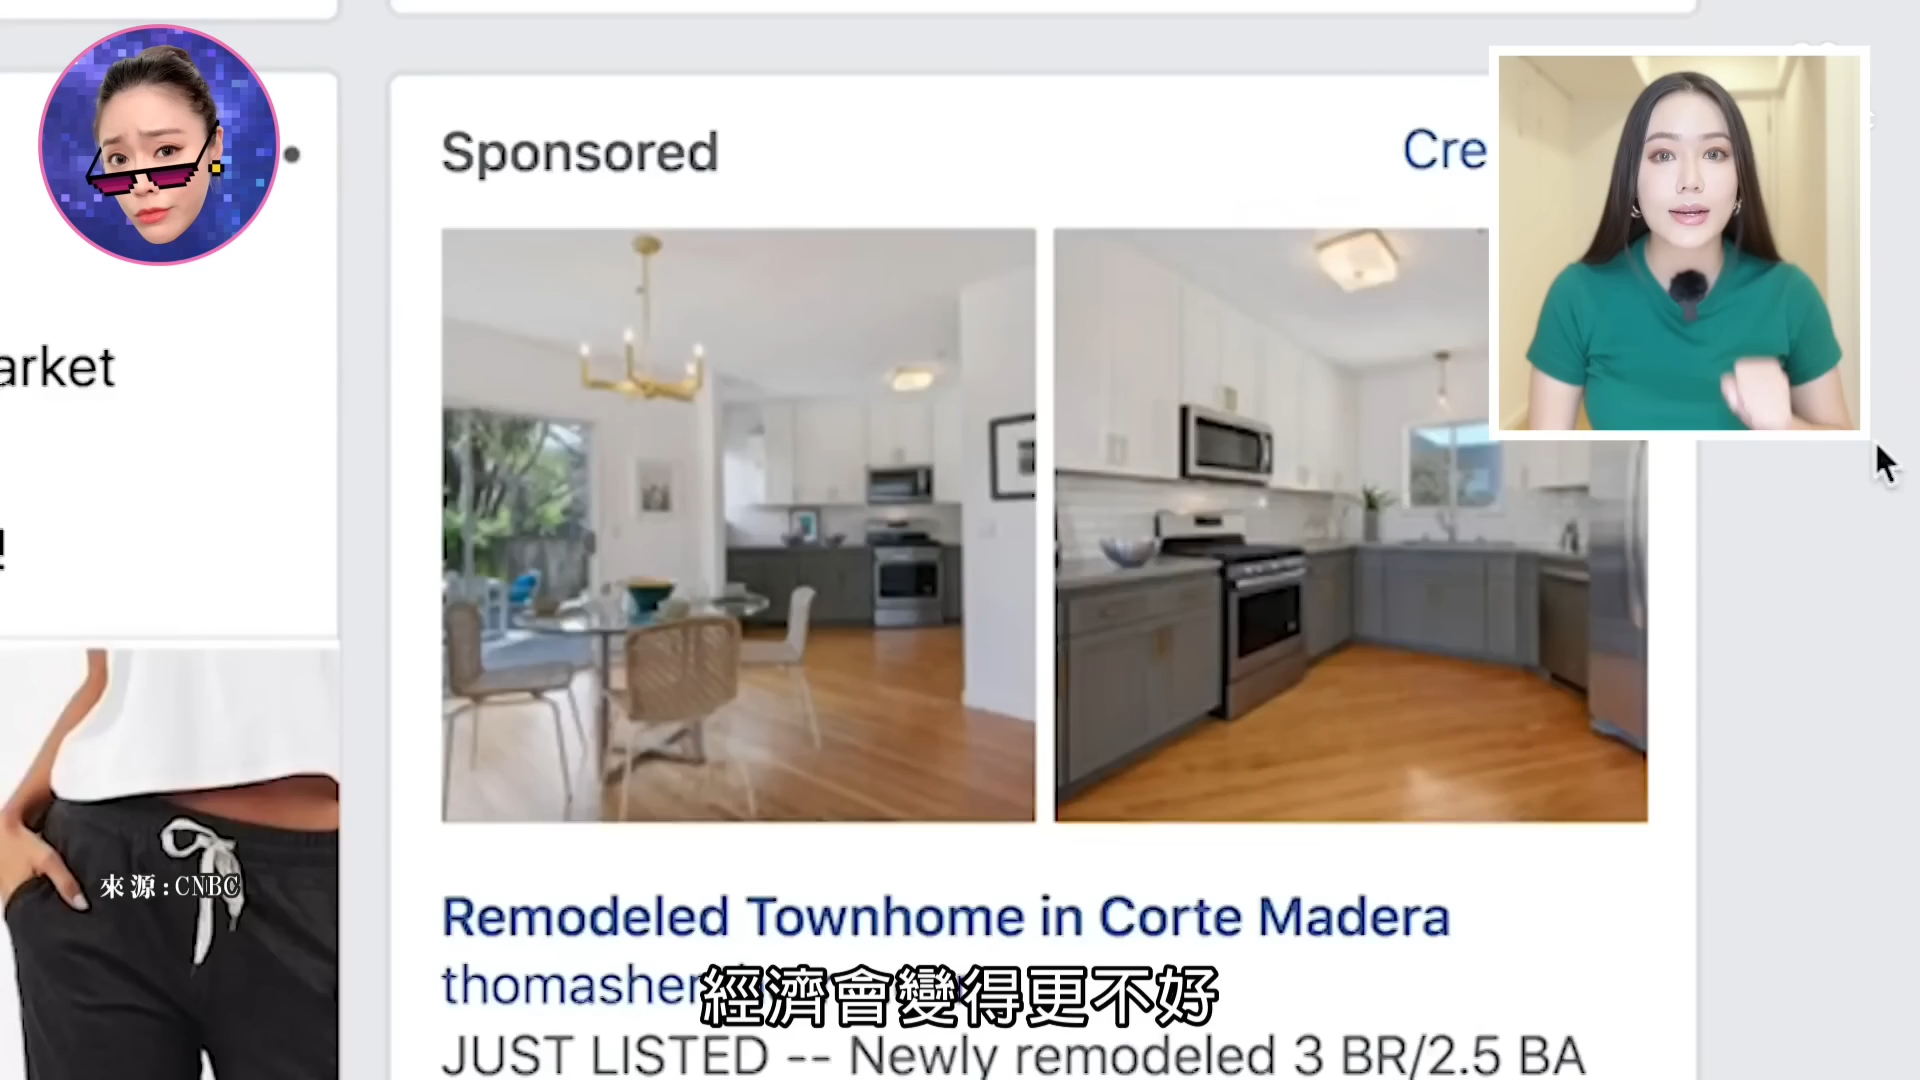 Sponsored
Cre
arket
!
來源:CNBC
Remodeled Townhome in Corte Madera
thomasher
經濟會變得更不好
JUST LISTED -- Newly remodeled 3 BR/2.5 BA